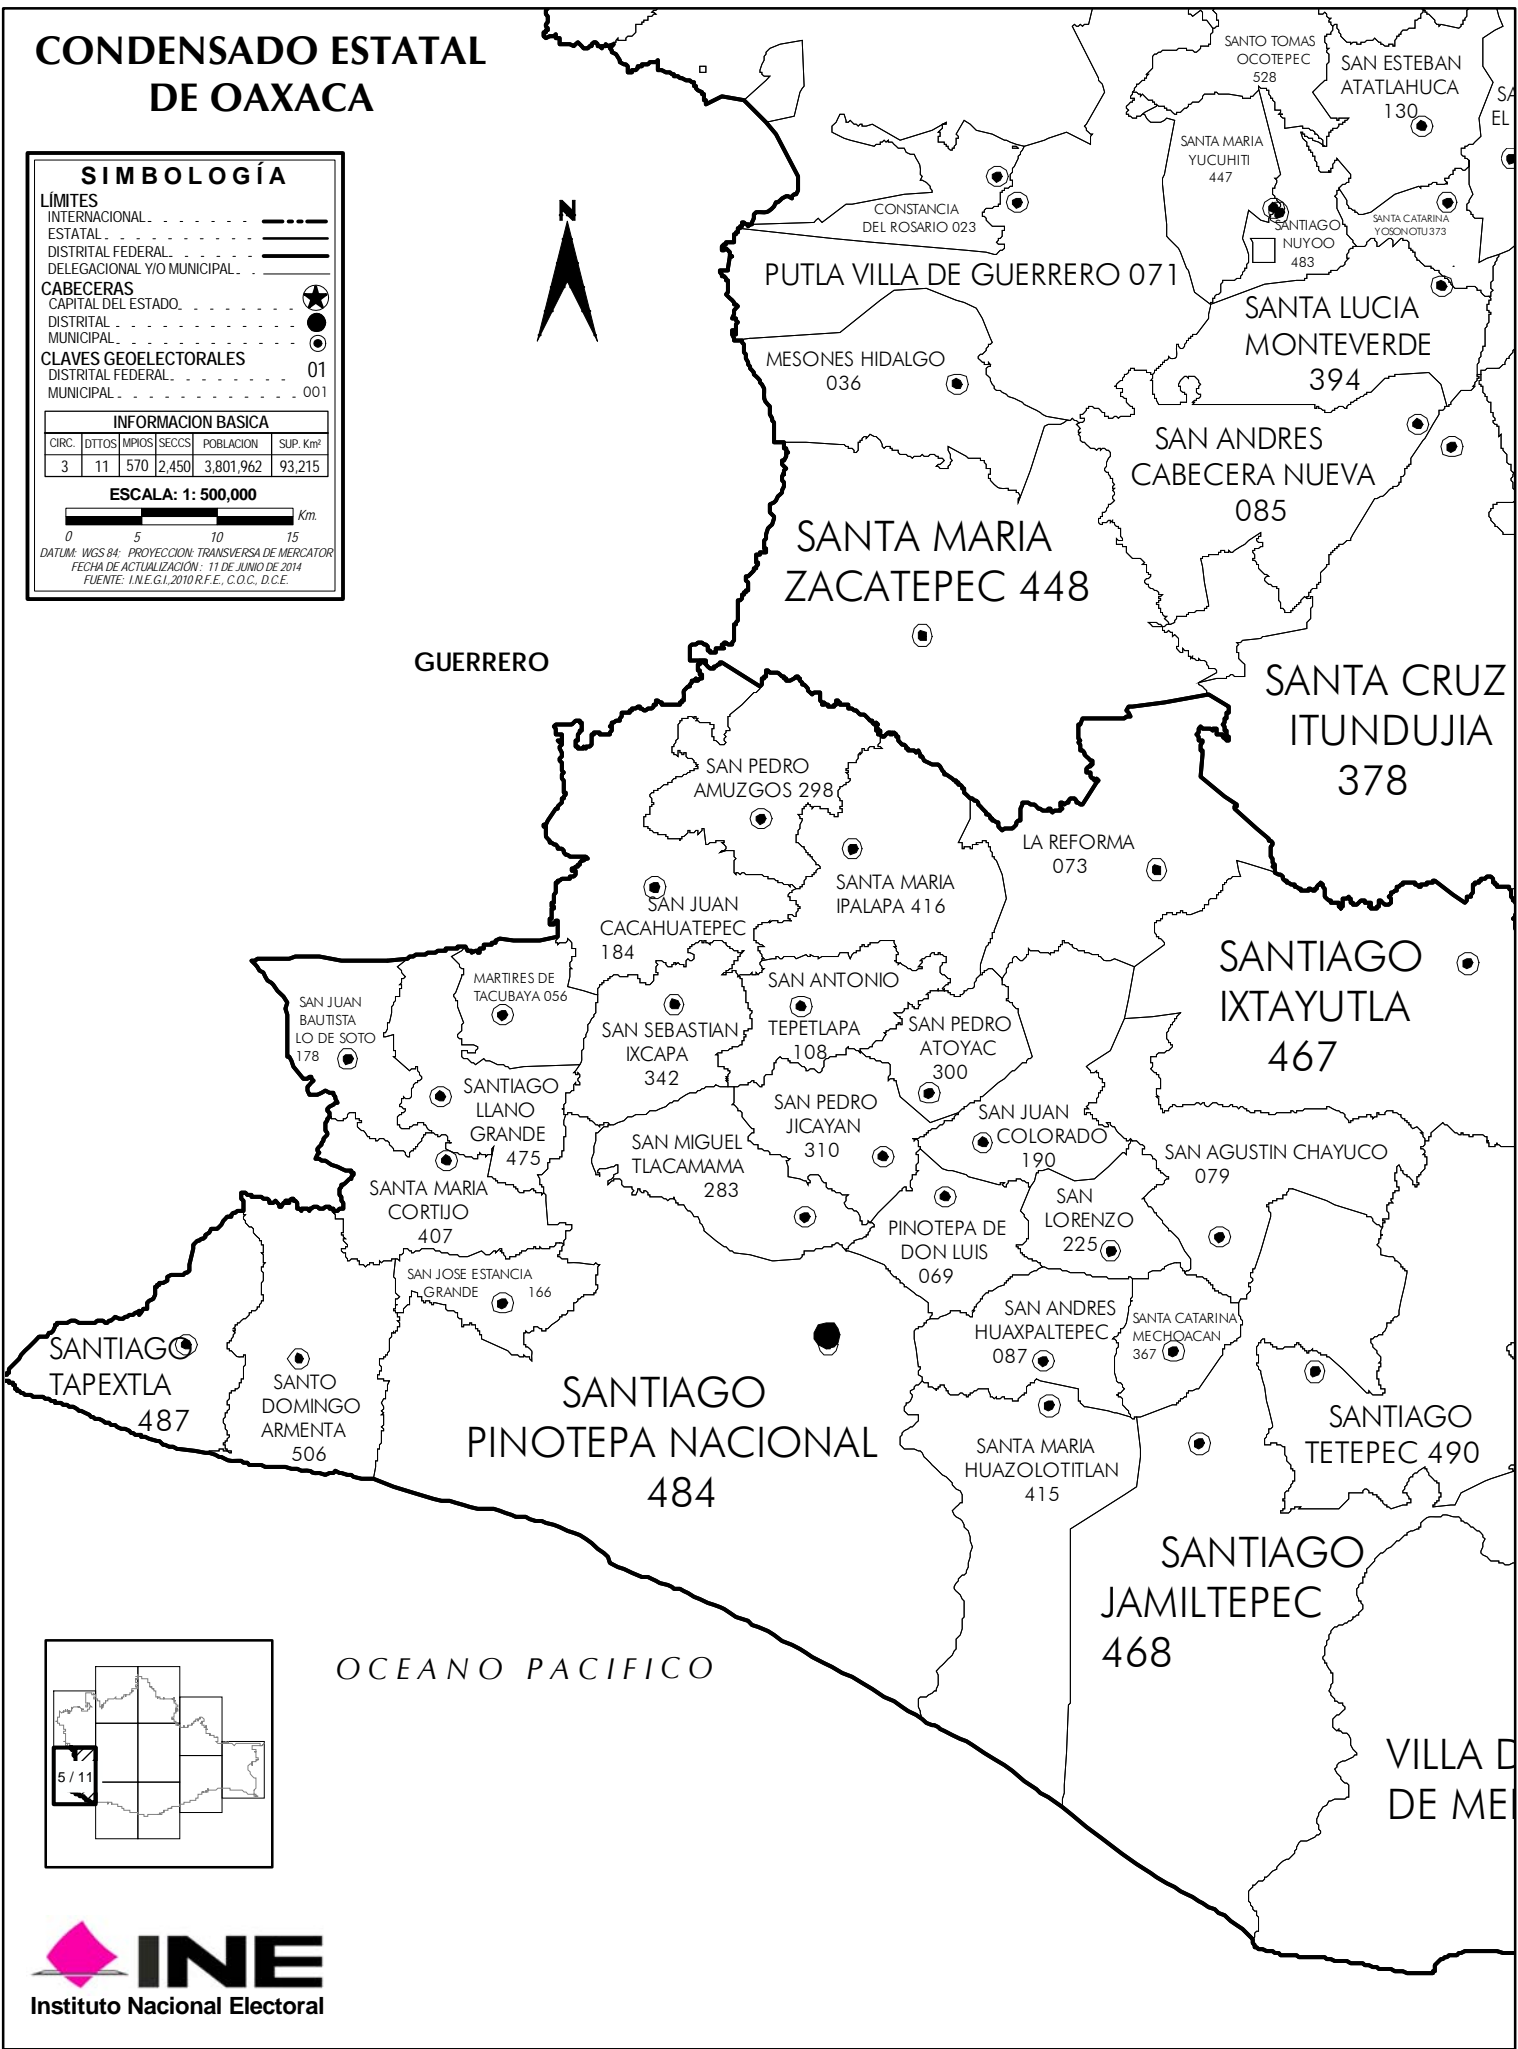 CONDENSADO ESTATAL
DE OAXACA
SIMBOLOGÍA
LÍMITES
INTERNACIONAL
ESTATAL
DISTRITAL FEDERAL
DELEGACIONAL Y/O MUNICIPAL
CABECERAS
CAPITAL DEL ESTADO
DISTRITAL
MUNICIPAL
CLAVES GEOELECTORALES
DISTRITAL FEDERAL 01
MUNICIPAL 001
INFORMACION BASICA
CIRC. DTTOS MPIOS SECCS POBLACION SUP. Km²
3 11 570 2,450 3,801,962 93,215
ESCALA: 1: 500,000
Km.
0 5 10 15
DATUM: WGS 84; PROYECCION: TRANSVERSA DE MERCATOR
FECHA DE ACTUALIZACIÓN : 11 DE JUNIO DE 2014
FUENTE: I.N.E.G.I.,2010 R.F.E., C.O.C., D.C.E.
N
SANTO TOMAS
OCOTEPEC
528
SAN ESTEBAN
ATATLAHUCA
130
SA
EL
SANTA MARIA
YUCUHITI
447
CONSTANCIA
DEL ROSARIO 023
SANTIAGO
NUYOO
483
SANTA CATARINA
YOSONOTU 373
PUTLA VILLA DE GUERRERO 071
SANTA LUCIA
MONTEVERDE
394
MESONES HIDALGO
036
SAN ANDRES
CABECERA NUEVA
085
SANTA MARIA
ZACATEPEC 448
GUERRERO
SANTA CRUZ
ITUNDUJIA
378
SAN PEDRO
AMUZGOS 298
LA REFORMA
073
SANTA MARIA
IPALAPA 416
SAN JUAN
CACAHUATEPEC
184
SANTIAGO
IXTAYUTLA
467
MARTIRES DE
TACUBAYA 056
SAN ANTONIO
TEPETLAPA
108
SAN JUAN
BAUTISTA
LO DE SOTO
178
SAN SEBASTIAN
IXCAPA
342
SAN PEDRO
ATOYAC
300
SANTIAGO
LLANO
GRANDE
475
SAN PEDRO
JICAYAN
310
SAN JUAN
COLORADO
190
SAN MIGUEL
TLACAMAMA
283
SAN AGUSTIN CHAYUCO
079
SANTA MARIA
CORTIJO
407
SAN
LORENZO
225
PINOTEPA DE
DON LUIS
069
SAN JOSE ESTANCIA
GRANDE 166
SAN ANDRES
HUAXPALTEPEC
087
SANTA CATARINA
MECHOACAN
367
SANTIAGO
TAPEXTLA
487
SANTO
DOMINGO
ARMENTA
506
SANTIAGO
PINOTEPA NACIONAL
484
SANTIAGO
TETEPEC 490
SANTA MARIA
HUAZOLOTITLAN
415
SANTIAGO
JAMILTEPEC
468
OCEANO PACIFICO
5 / 11
VILLA D
DE ME
INE
Instituto Nacional Electoral